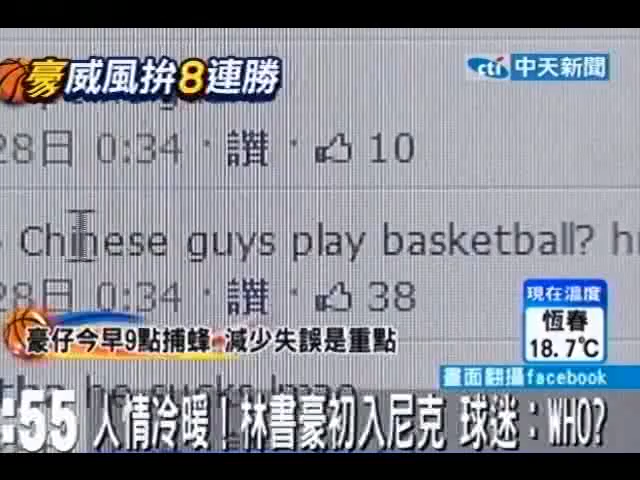 豪威風拚8連勝
cti 中天新聞
28日 0:34 · 讚 · 10
Chinese guys play basketball?
28日 0:34 · 讚 · 38
現在溫度
恆春
18.7℃
豪仔今早9點捕蜂 減少失誤是重點
畫面翻攝facebook
he sucks lmao
:55 人情冷暖!林書豪初入尼克 球迷:WHO?